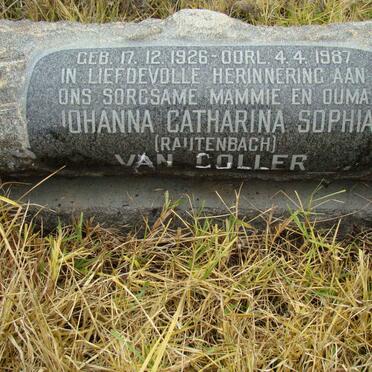 GEB. 17.12.1926 - OORL. 4.4.1987
IN LIEFDEVOLLE HERINNERING AAN
ONS SORGSAME MAMMIE EN OUMA
JOHANNA CATHARINA SOPHIA
(RAUTENBACH)
VAN COLLER